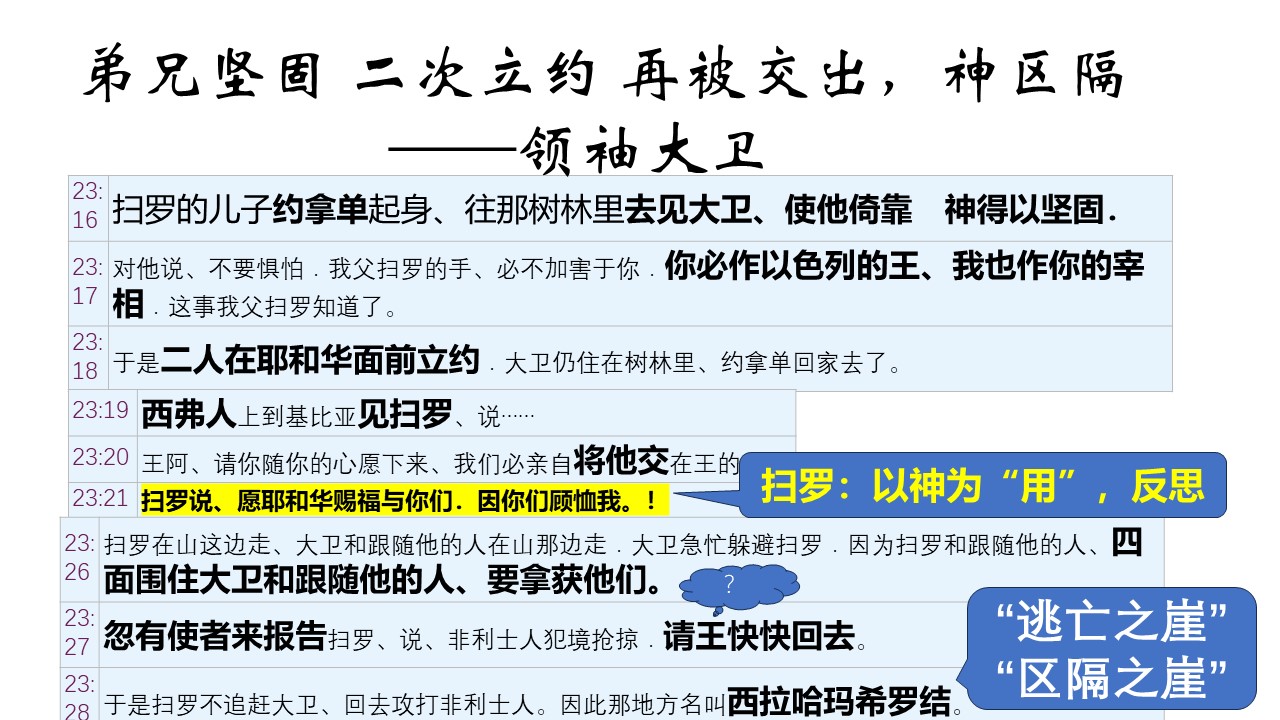 弟兄坚固 二次立约 再被交出，神区隔
——领袖大卫
23:
16
扫罗的儿子约拿单起身、往那树林里去见大卫、使他倚靠　神得以坚固．
23:
17
对他说、不要惧怕．我父扫罗的手、必不加害于你．你必作以色列的王、我也作你的宰
相．这事我父扫罗知道了。
23:
18
于是二人在耶和华面前立约．大卫仍住在树林里、约拿单回家去了。
23:19
西弗人上到基比亚见扫罗、说……
23:20
王阿、请你随你的心愿下来、我们必亲自将他交在王的
23:21
扫罗说、愿耶和华赐福与你们．因你们顾恤我。！
扫罗：以神为“用”，反思
23:
26
扫罗在山这边走、大卫和跟随他的人在山那边走．大卫急忙躲避扫罗．因为扫罗和跟随他的人、四
面围住大卫和跟随他的人、要拿获他们。
？
23:
27
忽有使者来报告扫罗、说、非利士人犯境抢掠．请王快快回去。
23:
28
于是扫罗不追赶大卫、回去攻打非利士人。因此那地方名叫西拉哈玛希罗结。
“逃亡之崖”
“区隔之崖”